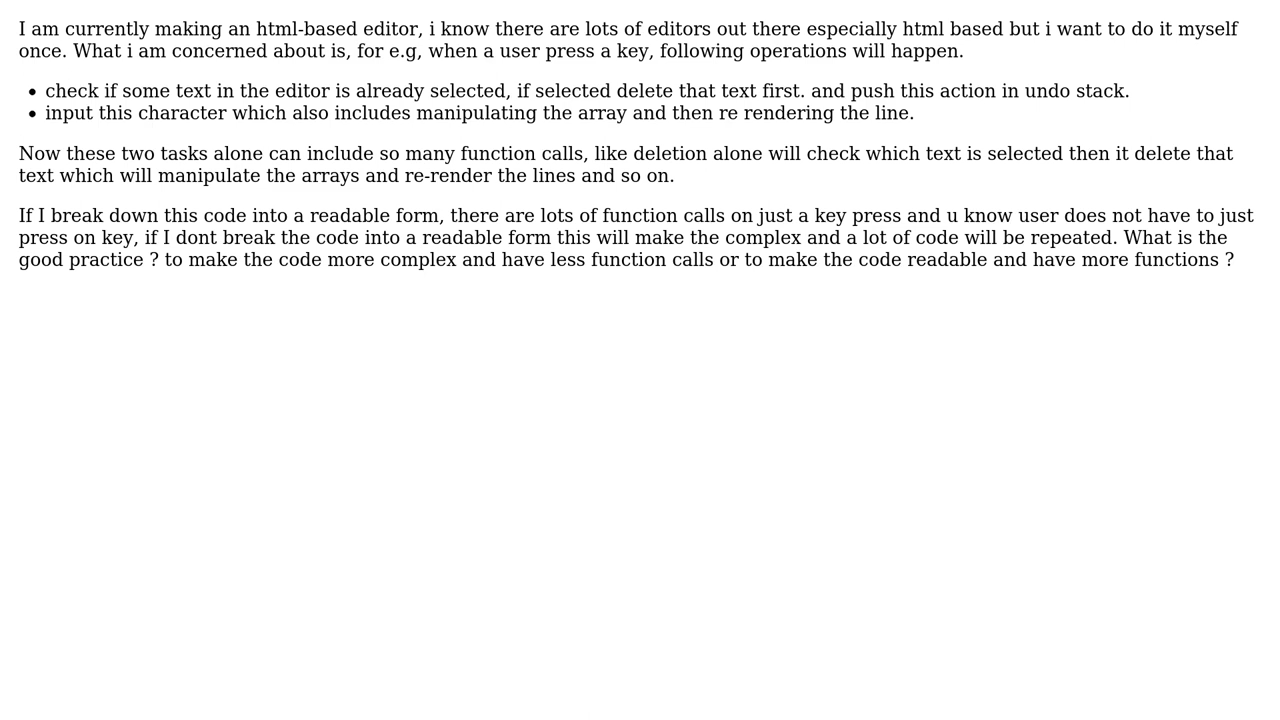 I am currently making an html-based editor, i know there are lots of editors out there especially html based but i want to do it myself
once. What i am concerned about is, for e.g, when a user press a key, following operations will happen.
• check if some text in the editor is already selected, if selected delete that text first. and push this action in undo stack.
• input this character which also includes manipulating the array and then re rendering the line.
Now these two tasks alone can include so many function calls, like deletion alone will check which text is selected then it delete that
text which will manipulate the arrays and re-render the lines and so on.
If I break down this code into a readable form, there are lots of function calls on just a key press and u know user does not have to just
press on key, if I dont break the code into a readable form this will make the complex and a lot of code will be repeated. What is the
good practice ? to make the code more complex and have less function calls or to make the code readable and have more functions ?